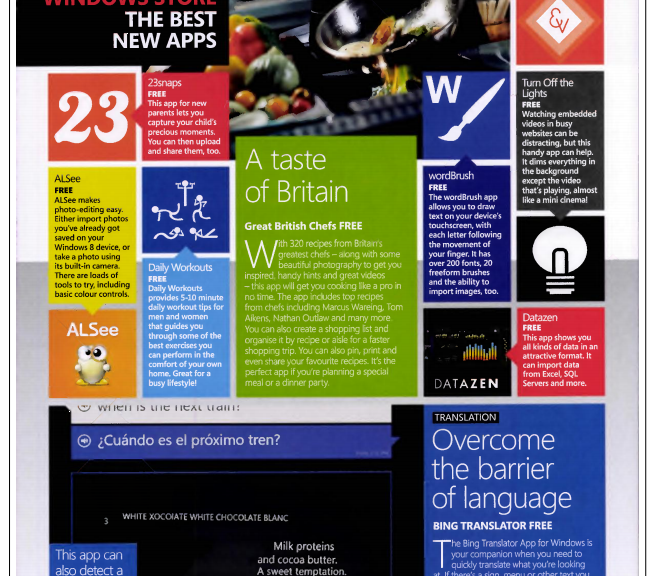 WINDOWS STORE
THE BEST
NEW APPS
&V
23
23snaps
FREE
This app for new
parents lets you
capture your child's
precious moments.
You can then upload
and share them, too.
ALSee
FREE
ALSee makes
photo-editing easy.
Either import photos
you've already got
saved on your
Windows 8 device, or
take a photo using
its built-in camera.
There are loads of
tools to try, including
basic colour controls.
ALSee
Daily Workouts
FREE
Daily Workouts
provides 5-10 minute
daily workout tips for
men and women
that guides you
through some of the
best exercises you
can perform in the
comfort of your own
home. Great for a
busy lifestyle!
A taste
of Britain
Great British Chefs FREE
With 320 recipes from Britain's
greatest chefs – along with some
beautiful photography to get you
inspired, handy hints and great videos
– this app will get you cooking like a pro in
no time. The app includes top recipes
from chefs including Marcus Wareing, Tom
Aikens, Nathan Outlaw and many more.
You can also create a shopping list and
organise it by recipe or aisle for a faster
shopping trip. You can also pin, print and
even share your favourite recipes. It's the
perfect app if you're planning a special
meal or a dinner party.
W
wordBrush
FREE
The wordBrush app
allows you to draw
text on your device's
touchscreen, with
each letter following
the movement of
your finger. It has
over 200 fonts, 20
freeform brushes
and the ability to
import images, too.
DATAZEN
Turn Off the
Lights
FREE
Watching embedded
videos in busy
websites can be
distracting, but this
handy app can help.
It dims everything in
the background
except the video
that's playing, almost
like a mini cinema!
Datazen
FREE
This app shows you
all kinds of data in an
attractive format. It
can import data
from Excel, SQL
Servers and more.
when is the next train?
¿Cuándo es el próximo tren?
3 WHITE XOCOlATE WHITE CHOCOLATE BLANC
Milk proteins
and cocoa butter.
A sweet temptation.
This app can
also detect a
TRANSLATION
Overcome
the barrier
of language
BING TRANSLATOR FREE
The Bing Translator App for Windows is
your companion when you need to
quickly translate what you're looking
at. If there's a sign, menu or other text you